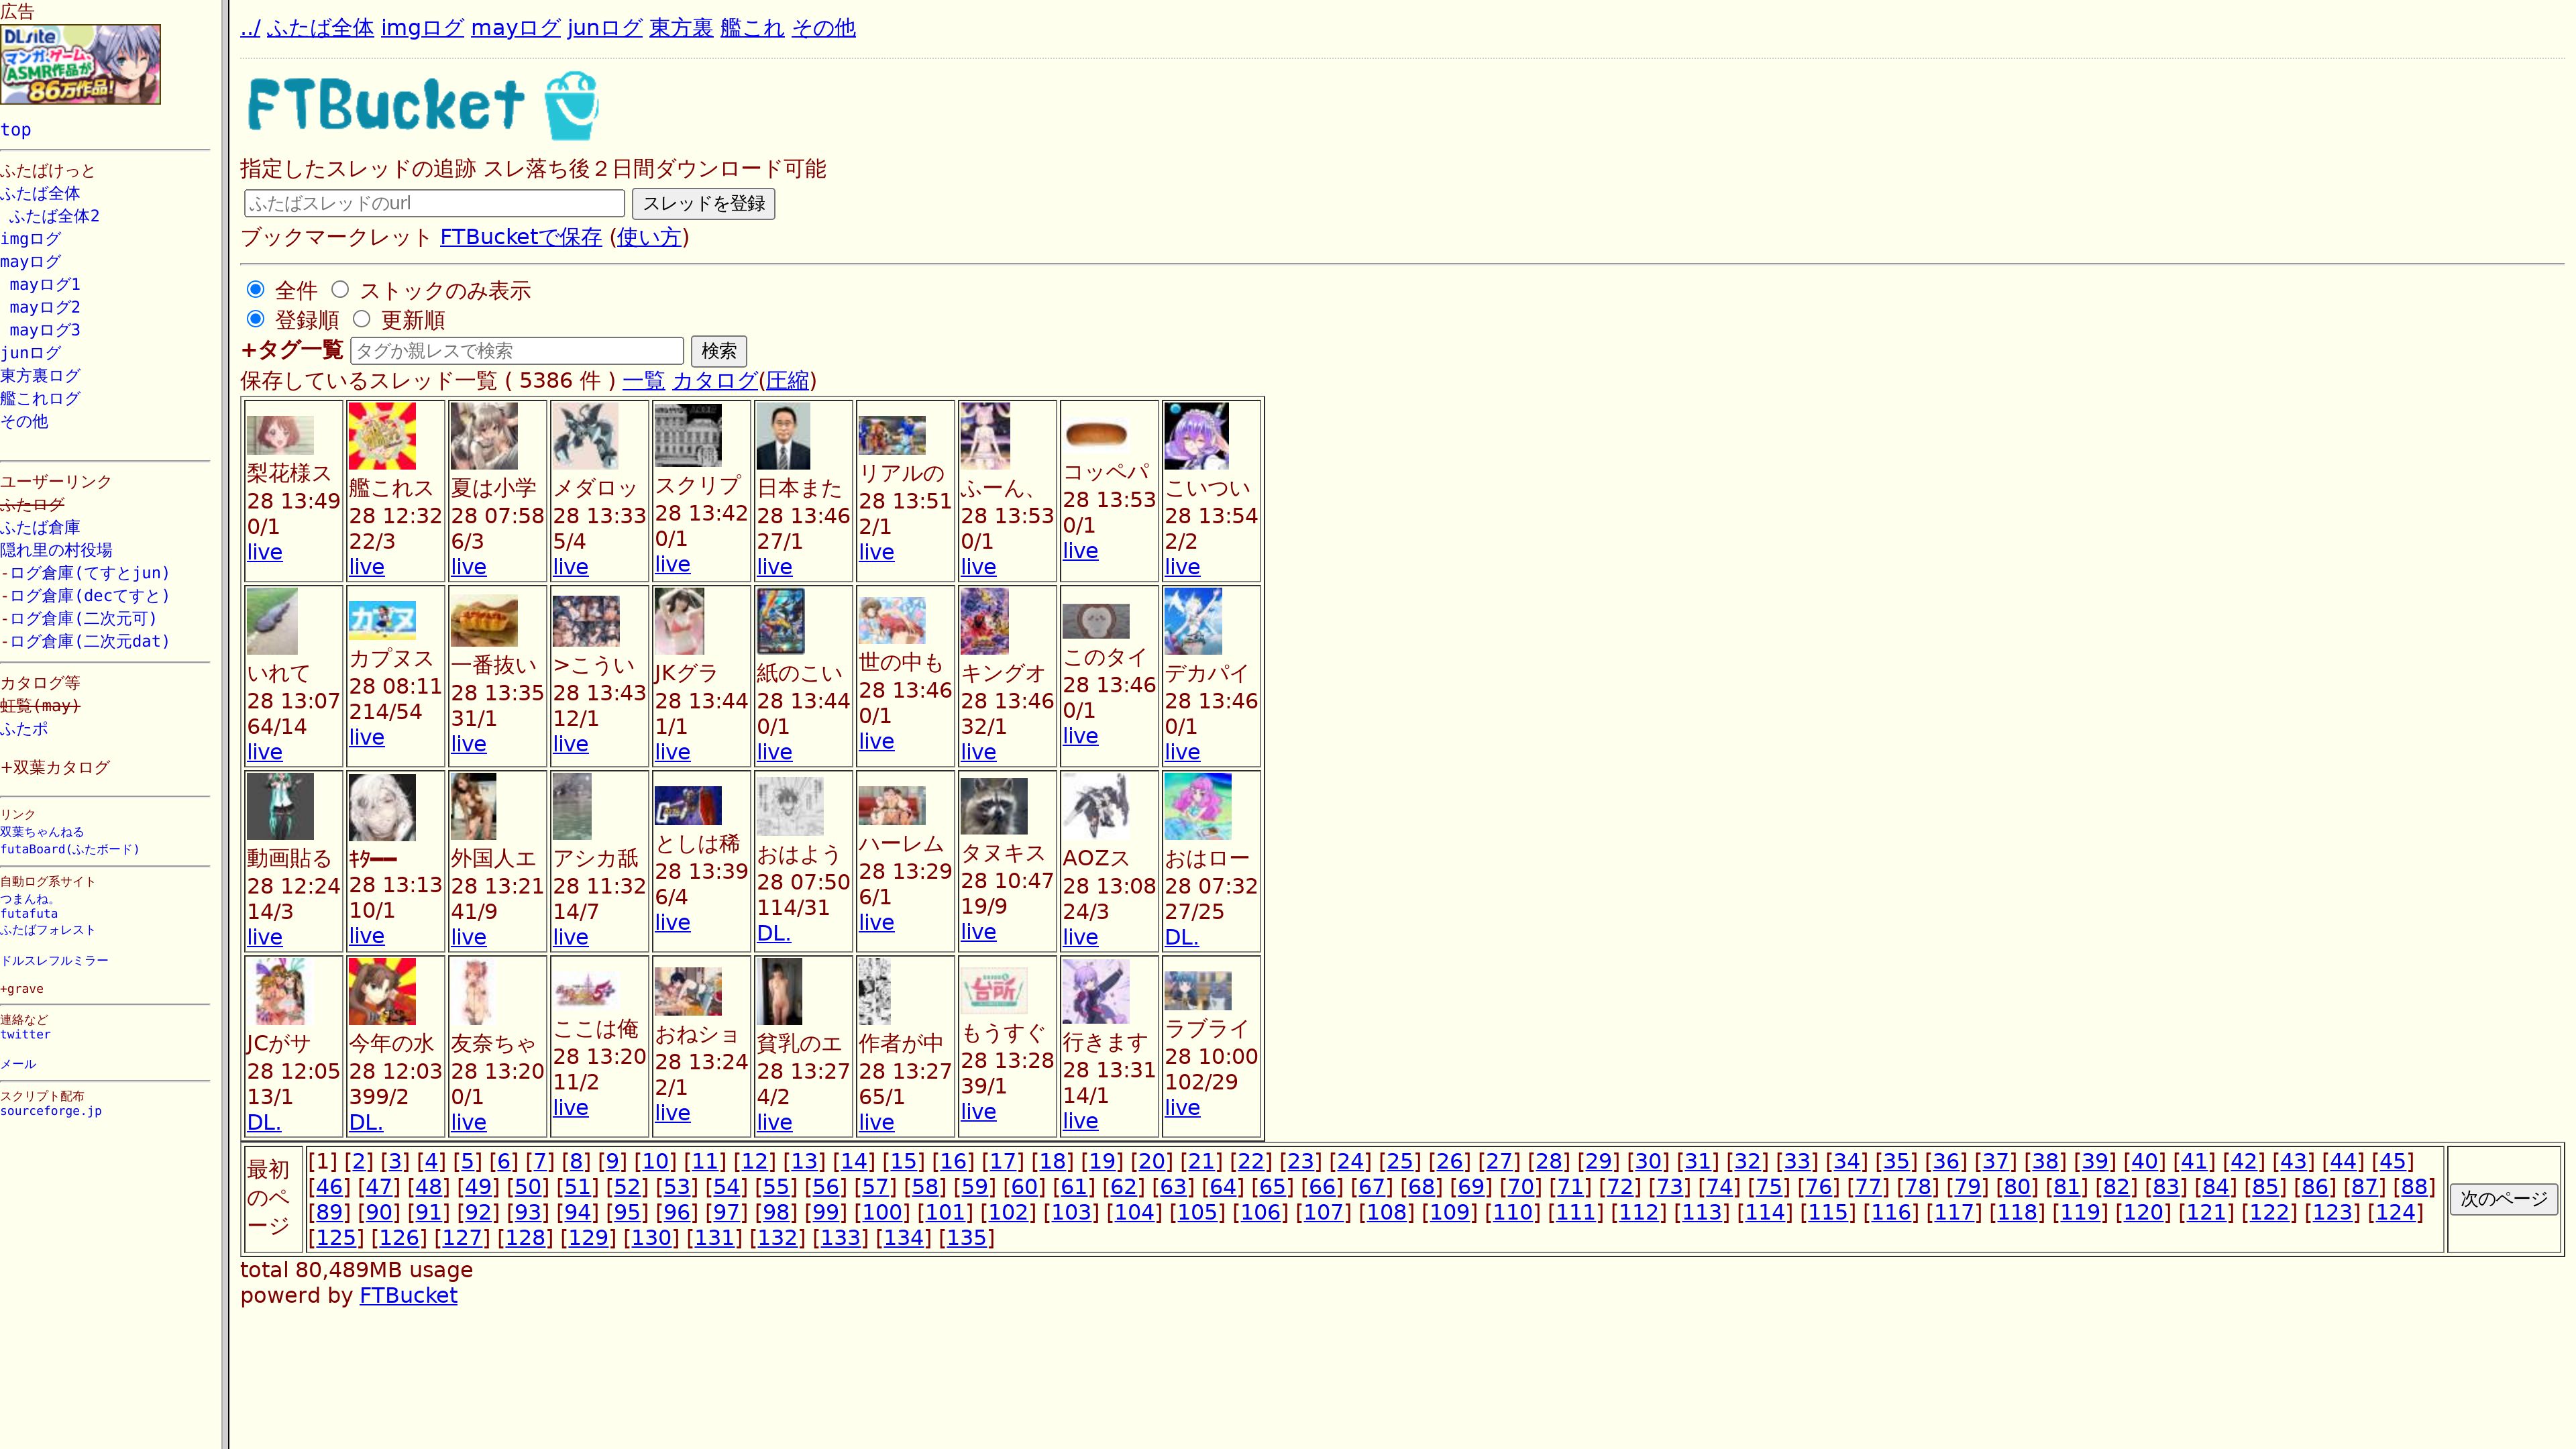 広告
DLsite
マンガ、ゲーム、
ASMR作品が
86万作品!
top
ふたばけっと
ふたば全体
ふたば全体2
imgログ
mayログ
mayログ1
mayログ2
mayログ3
junログ
東方裏ログ
艦これログ
その他
ユーザーリンク
ふたログ
ふたば倉庫
隠れ里の村役場
-ログ倉庫(てすとjun)
-ログ倉庫(decてすと)
-ログ倉庫(二次元可)
-ログ倉庫(二次元dat)
カタログ等
虹覧(may)
ふたポ
+双葉カタログ
リンク
双葉ちゃんねる
futaBoard(ふたボード)
自動ログ系サイト
つまんね。
futafuta
ふたばフォレスト
ドルスレフルミラー
+grave
連絡など
twitter
メール
スクリプト配布
sourceforge.jp
../ ふたば全体 imgログ mayログ junログ 東方裏 艦これ その他
FTBucket
指定したスレッドの追跡 スレ落ち後２日間ダウンロード可能
ふたばスレッドのurl スレッドを登録
ブックマークレット FTBucketで保存 (使い方)
全件 ストックのみ表示
登録順 更新順
+タグ一覧 タグか親レスで検索 検索
保存しているスレッド一覧 ( 5386 件 ) 一覧 カタログ(圧縮)
梨花様ス
28 13:49
0/1
live
艦これス
28 12:32
22/3
live
夏は小学
28 07:58
6/3
live
メダロッ
28 13:33
5/4
live
スクリプ
28 13:42
0/1
live
日本また
28 13:46
27/1
live
リアルの
28 13:51
2/1
live
ふーん、
28 13:53
0/1
live
コッペパ
28 13:53
0/1
live
こいつい
28 13:54
2/2
live
いれて
28 13:07
64/14
live
カプヌ
カプヌス
28 08:11
214/54
live
一番抜い
28 13:35
31/1
live
>こうい
28 13:43
12/1
live
JKグラ
28 13:44
1/1
live
紙のこい
28 13:44
0/1
live
世の中も
28 13:46
0/1
live
キングオ
28 13:46
32/1
live
このタイ
28 13:46
0/1
live
デカパイ
28 13:46
0/1
live
動画貼る
28 12:24
14/3
live
ｷﾀ━━
28 13:13
10/1
live
外国人エ
28 13:21
41/9
live
アシカ舐
28 11:32
14/7
live
としは稀
28 13:39
6/4
live
おはよう
28 07:50
114/31
DL.
ハーレム
28 13:29
6/1
live
タヌキス
28 10:47
19/9
live
AOZス
28 13:08
24/3
live
おはロー
28 07:32
27/25
DL.
JCがサ
28 12:05
13/1
DL.
今年の水
28 12:03
399/2
DL.
友奈ちゃ
28 13:20
0/1
live
ここは俺
28 13:20
11/2
live
おねショ
28 13:24
2/1
live
貧乳のエ
28 13:27
4/2
live
作者が中
28 13:27
65/1
live
台所
もうすぐ
28 13:28
39/1
live
行きます
28 13:31
14/1
live
ラブライ
28 10:00
102/29
live
最初のページ
[1] [2] [3] [4] [5] [6] [7] [8] [9] [10] [11] [12] [13] [14] [15] [16] [17] [18] [19] [20] [21] [22] [23] [24] [25] [26] [27] [28] [29] [30] [31] [32] [33] [34] [35] [36] [37] [38] [39] [40] [41] [42] [43] [44] [45]
[46] [47] [48] [49] [50] [51] [52] [53] [54] [55] [56] [57] [58] [59] [60] [61] [62] [63] [64] [65] [66] [67] [68] [69] [70] [71] [72] [73] [74] [75] [76] [77] [78] [79] [80] [81] [82] [83] [84] [85] [86] [87] [88]
[89] [90] [91] [92] [93] [94] [95] [96] [97] [98] [99] [100] [101] [102] [103] [104] [105] [106] [107] [108] [109] [110] [111] [112] [113] [114] [115] [116] [117] [118] [119] [120] [121] [122] [123] [124]
[125] [126] [127] [128] [129] [130] [131] [132] [133] [134] [135]
次のページ
total 80,489MB usage
powerd by FTBucket